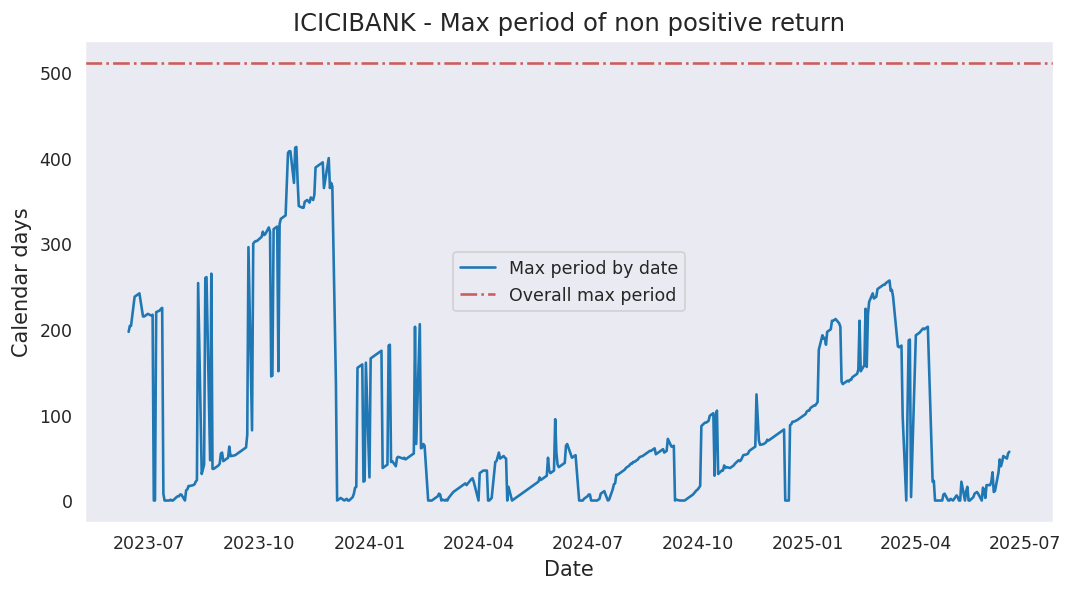 ICICIBANK - Max period of non positive return
Calendar days
500
400
300
200
100
0
Max period by date
Overall max period
2023-07 2023-10 2024-01 2024-04 2024-07 2024-10 2025-01 2025-04 2025-07
Date